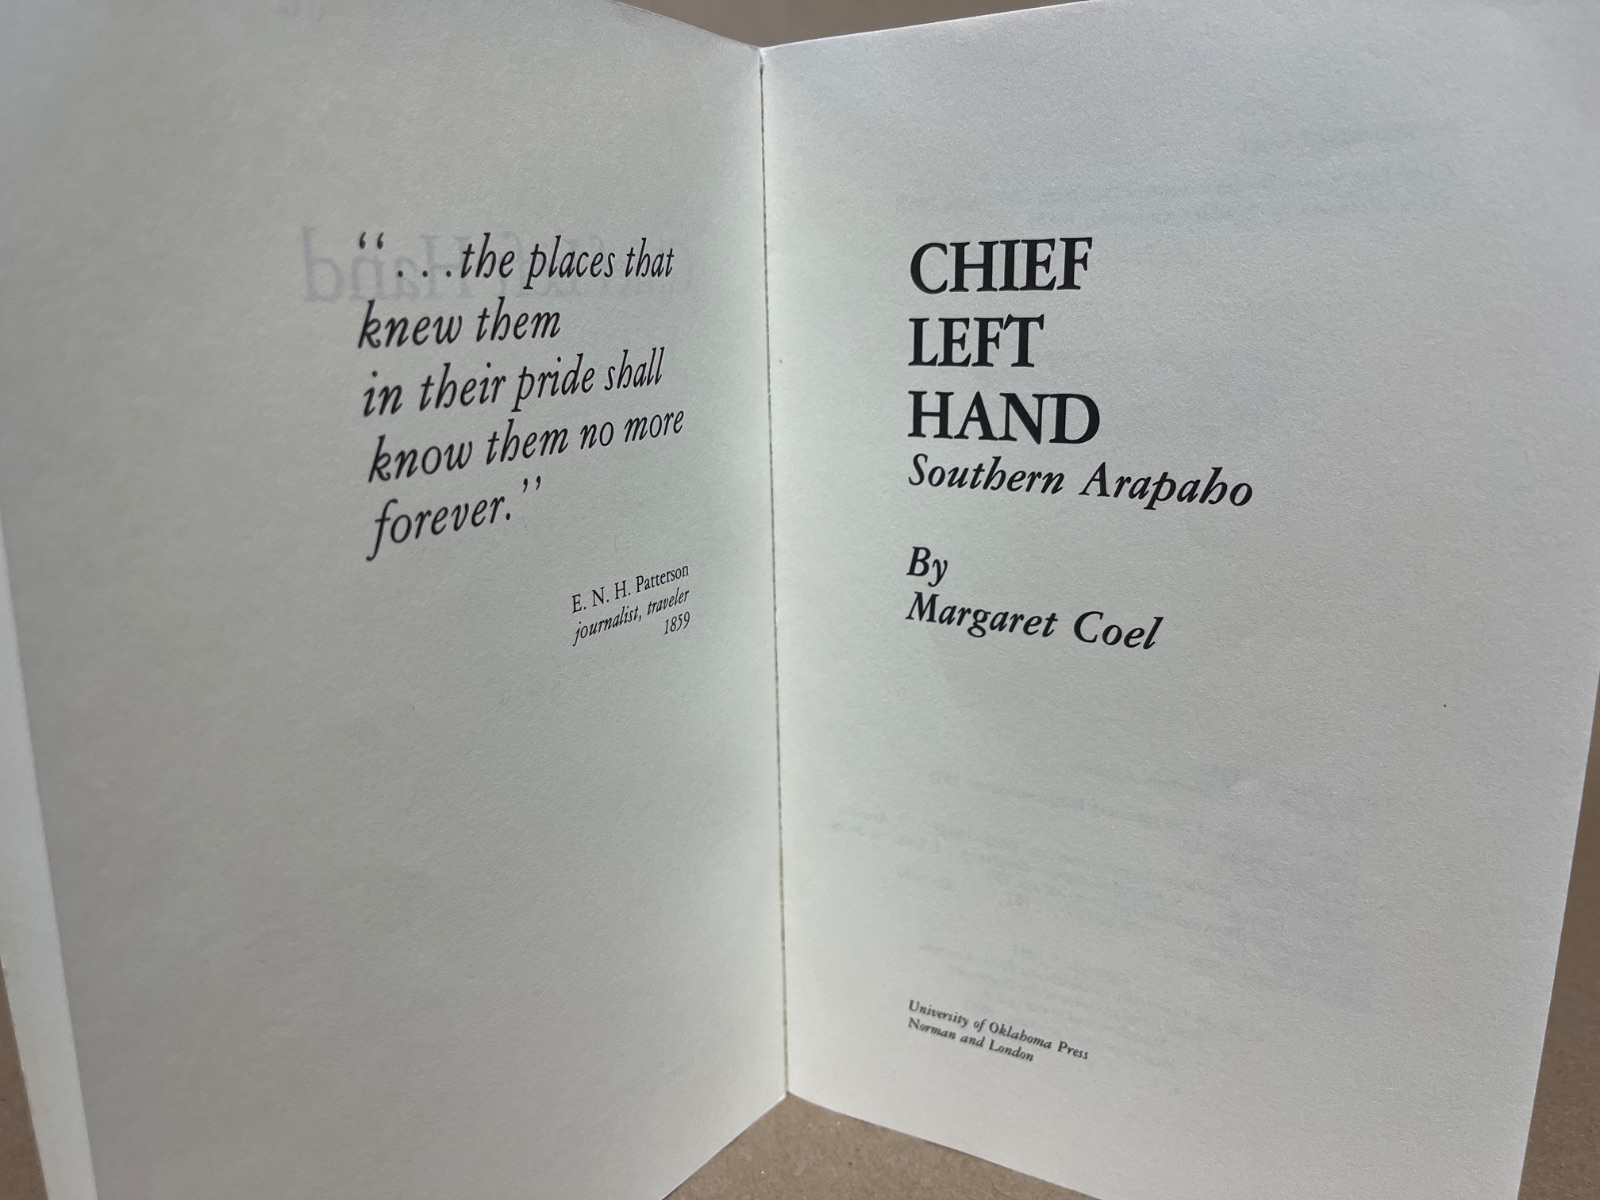 “. . .the places that
knew them
in their pride shall
know them no more
forever.”
E. N. H. Patterson
journalist, traveler
1859
CHIEF
LEFT
HAND
Southern Arapaho
By
Margaret Coel
University of Oklahoma Press
Norman and London